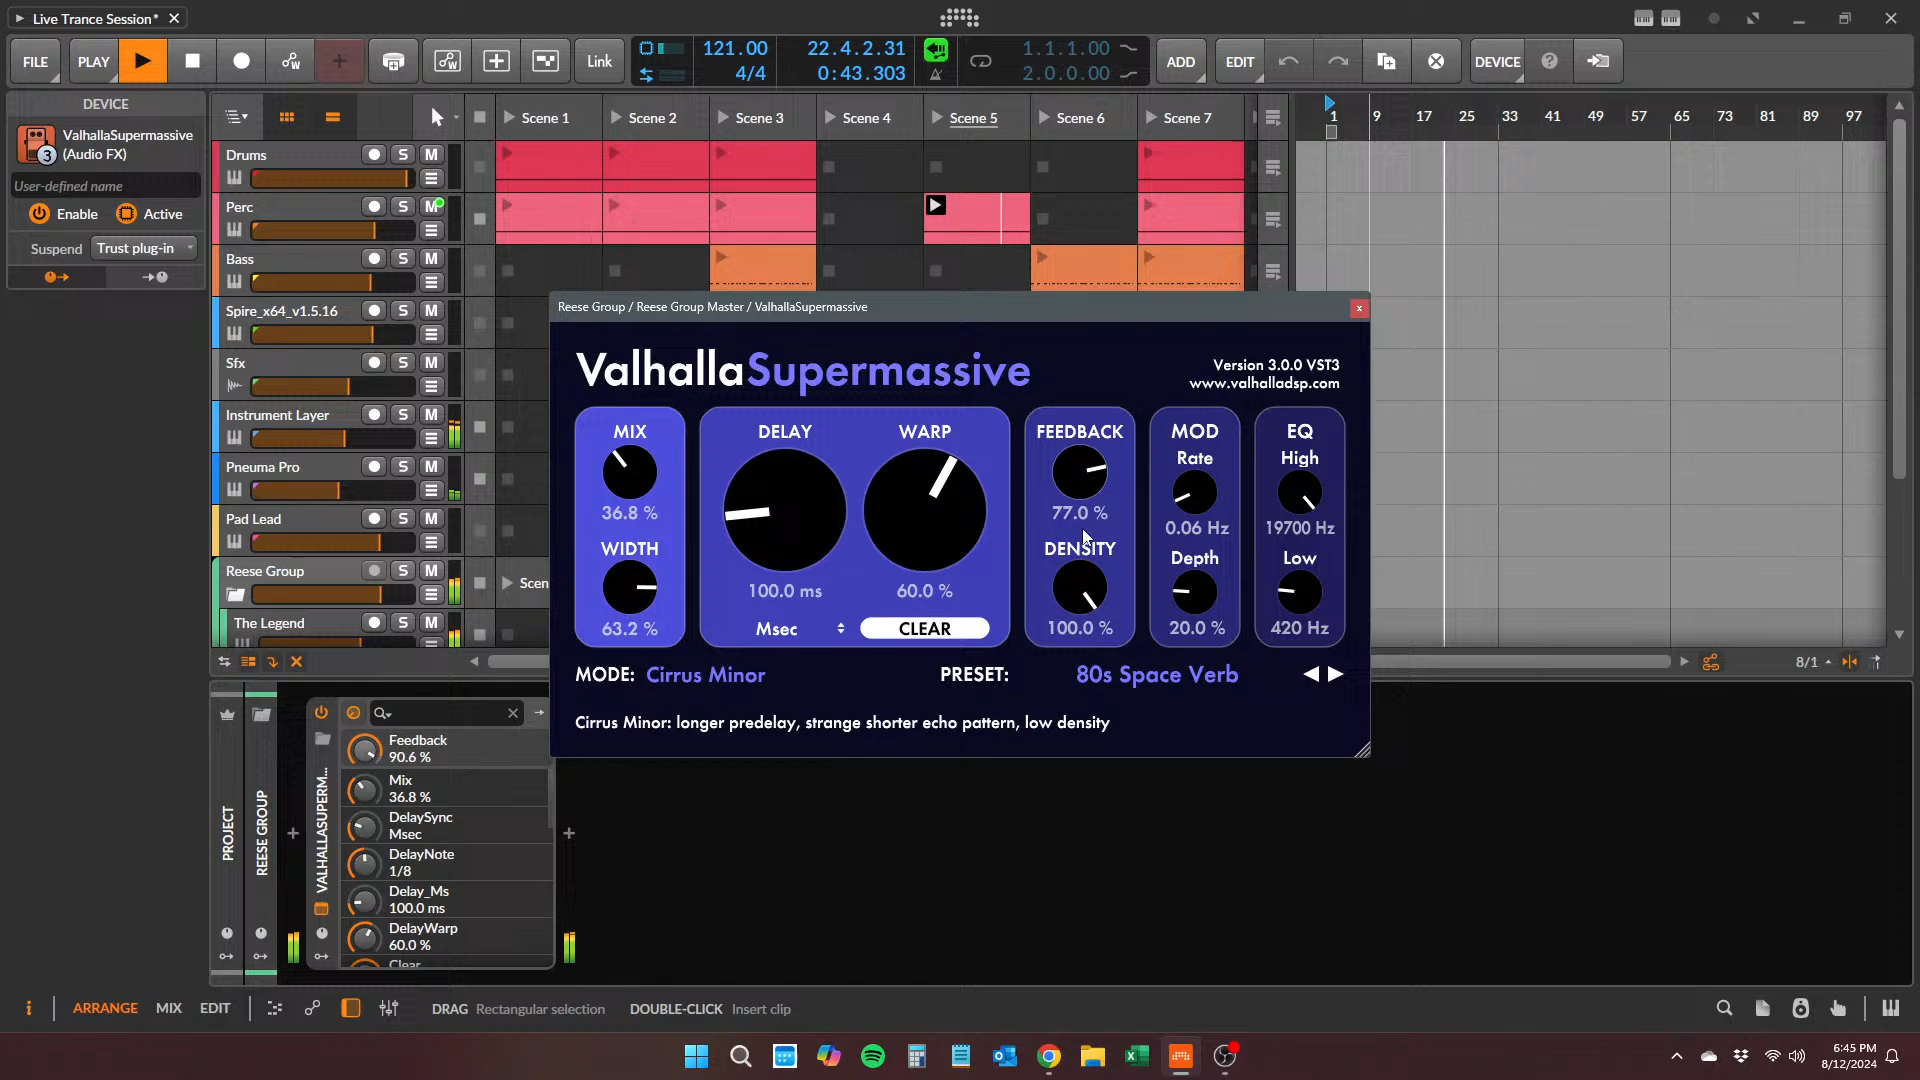 Live Trance Session*
FILE
PLAY
Link
121.00
4/4
22.4.2.31
0:43.303
1.1.1.00
2.0.0.00
ADD
EDIT
DEVICE
DEVICE
ValhallaSupermassive
(Audio FX)
3
User-defined name
Enable
Active
Suspend
Trust plug-in
Scene 1
Scene 2
Scene 3
Scene 4
Scene 5
Scene 6
Scene 7
1
9
17
25
33
41
49
57
65
73
81
89
97
Drums
S
M
Perc
S
M
Bass
S
M
Spire_x64_v1.5.16
S
M
Sfx
S
M
Instrument Layer
S
M
Pneuma Pro
S
M
Pad Lead
S
M
Reese Group
S
M
Scen
The Legend
S
M
8/1
Reese Group / Reese Group Master / ValhallaSupermassive
ValhallaSupermassive
Version 3.0.0 VST3
www.valhalladsp.com
MIX
36.8 %
WIDTH
63.2 %
DELAY
100.0 ms
Msec
WARP
60.0 %
CLEAR
FEEDBACK
77.0 %
DENSITY
100.0 %
MOD
Rate
0.06 Hz
Depth
20.0 %
EQ
High
19700 Hz
Low
420 Hz
MODE: Cirrus Minor
PRESET: 80s Space Verb
Cirrus Minor: longer predelay, strange shorter echo pattern, low density
PROJECT
REESE GROUP
VALHALLASUPERM...
Feedback
90.6 %
Mix
36.8 %
DelaySync
Msec
DelayNote
1/8
Delay_Ms
100.0 ms
DelayWarp
60.0 %
Clear
ARRANGE
MIX
EDIT
DRAG Rectangular selection
DOUBLE-CLICK Insert clip
6:45 PM
8/12/2024